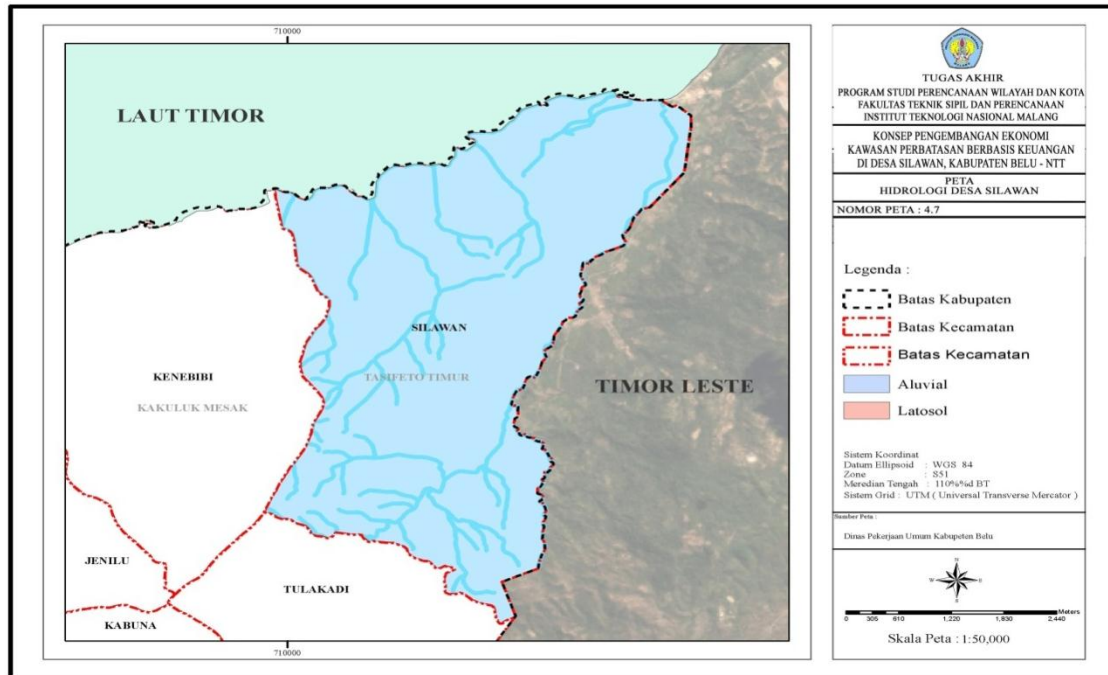 710000
LAUT TIMOR
SILAWAN
TASIFETO TIMUR
KENEBIBI
KAKULUK MESAK
TIMOR LESTE
JENILU
TULAKADI
KABUNA
710000
TUGAS AKHIR
PROGRAM STUDI PERENCANAAN WILAYAH DAN KOTA
FAKULTAS TEKNIK SIPIL DAN PERENCANAAN
INSTITUT TEKNOLOGI NASIONAL MALANG
KONSEP PENGEMBANGAN EKONOMI
KAWASAN PERBATASAN BERBASIS KEUANGAN
DI DESA SILAWAN, KABUPATEN BELU - NTT
PETA
HIDROLOGI DESA SILAWAN
NOMOR PETA : 4.7
Legenda :
Batas Kabupaten
Batas Kecamatan
Batas Kecamatan
Aluvial
Latosol
Sistem Koordinat
Datum Ellipsoid : WGS 84
Zone : S51
Meredian Tengah : 110%%d BT
Sistem Grid : UTM ( Universal Transverse Mercator )
Sumber Peta :
Dinas Pekerjaan Umum Kabupeten Belu
N
W E
S
0 305 610 1,220 1,830 2,440 Meters
Skala Peta : 1:50,000